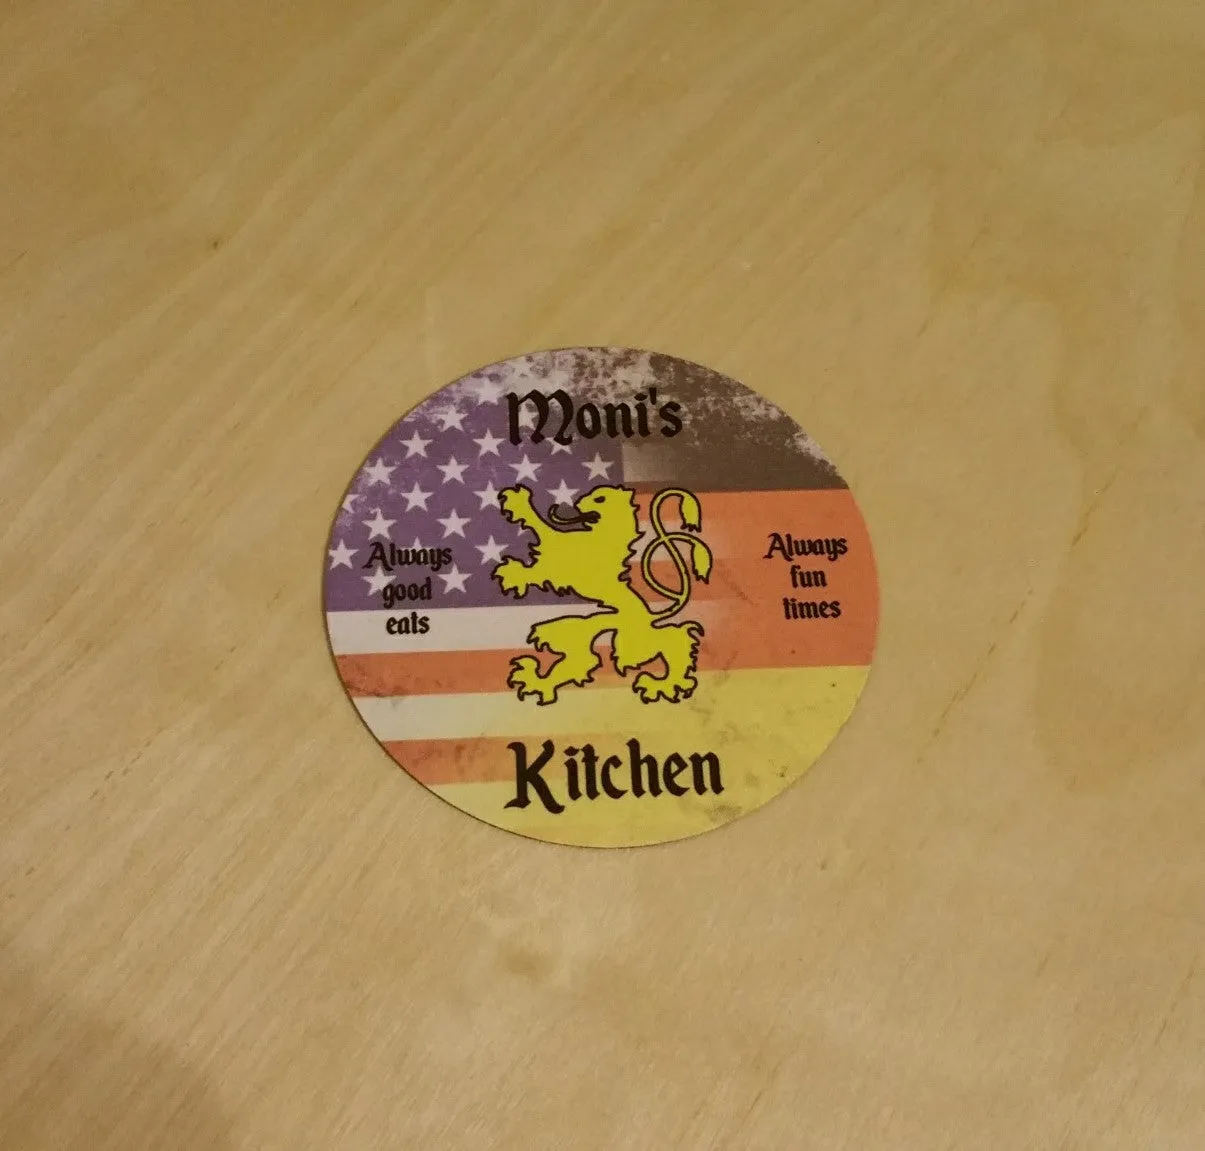 Moni's
Always
good
eats
Always
fun
times
Kitchen